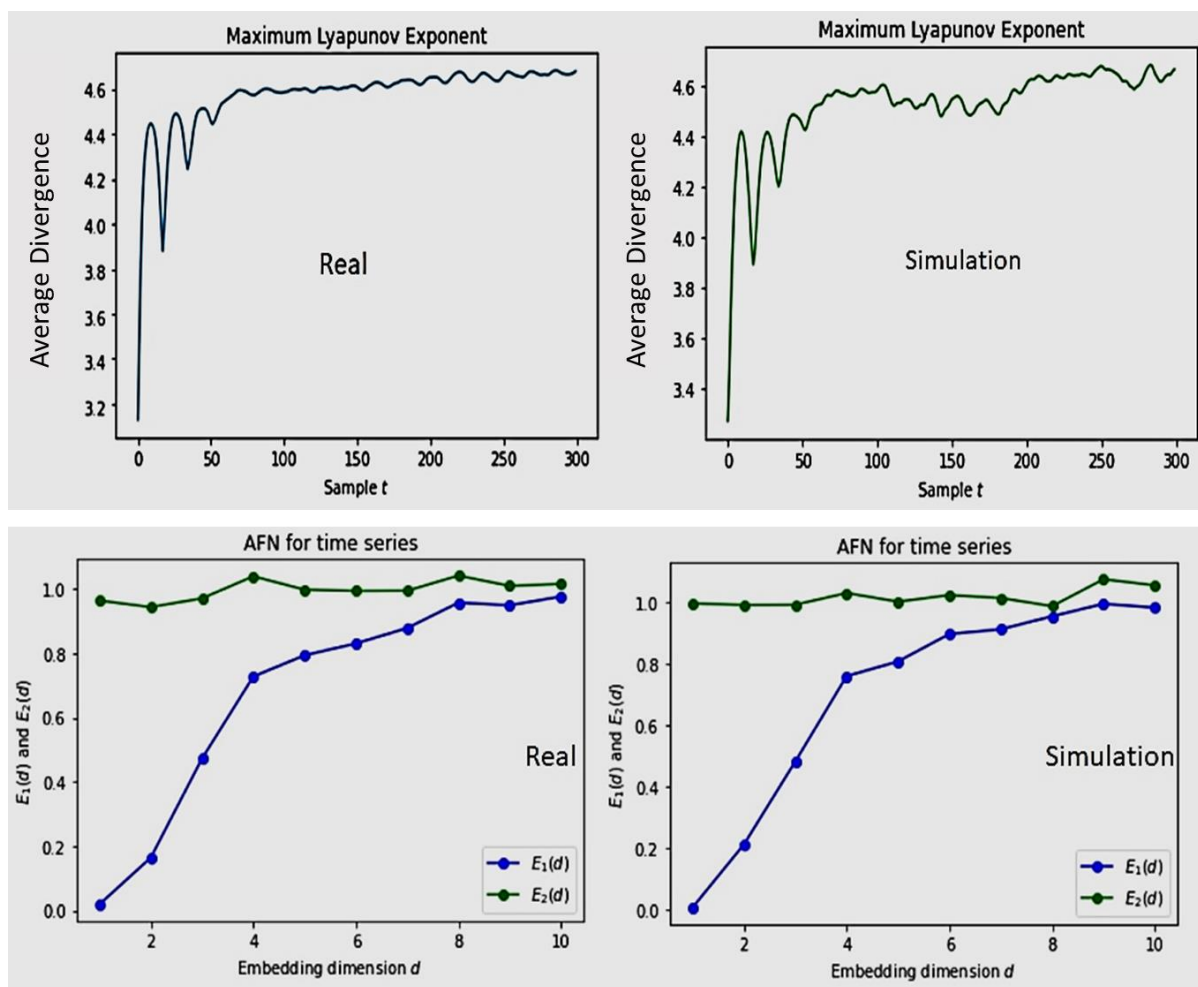 Maximum Lyapunov Exponent
Average Divergence
4.6
4.4
4.2
4.0
3.8
3.6
3.4
3.2
Real
0 50 100 150 200 250 300
Sample t
Maximum Lyapunov Exponent
Average Divergence
4.6
4.4
4.2
4.0
3.8
3.6
3.4
Simulation
0 50 100 150 200 250 300
Sample t
AFN for time series
E₁(d) and E₂(d)
1.0
0.8
0.6
0.4
0.2
0.0
Real
E₁(d)
E₂(d)
2 4 6 8 10
Embedding dimension d
AFN for time series
E₁(d) and E₂(d)
1.0
0.8
0.6
0.4
0.2
0.0
Simulation
E₁(d)
E₂(d)
2 4 6 8 10
Embedding dimension d